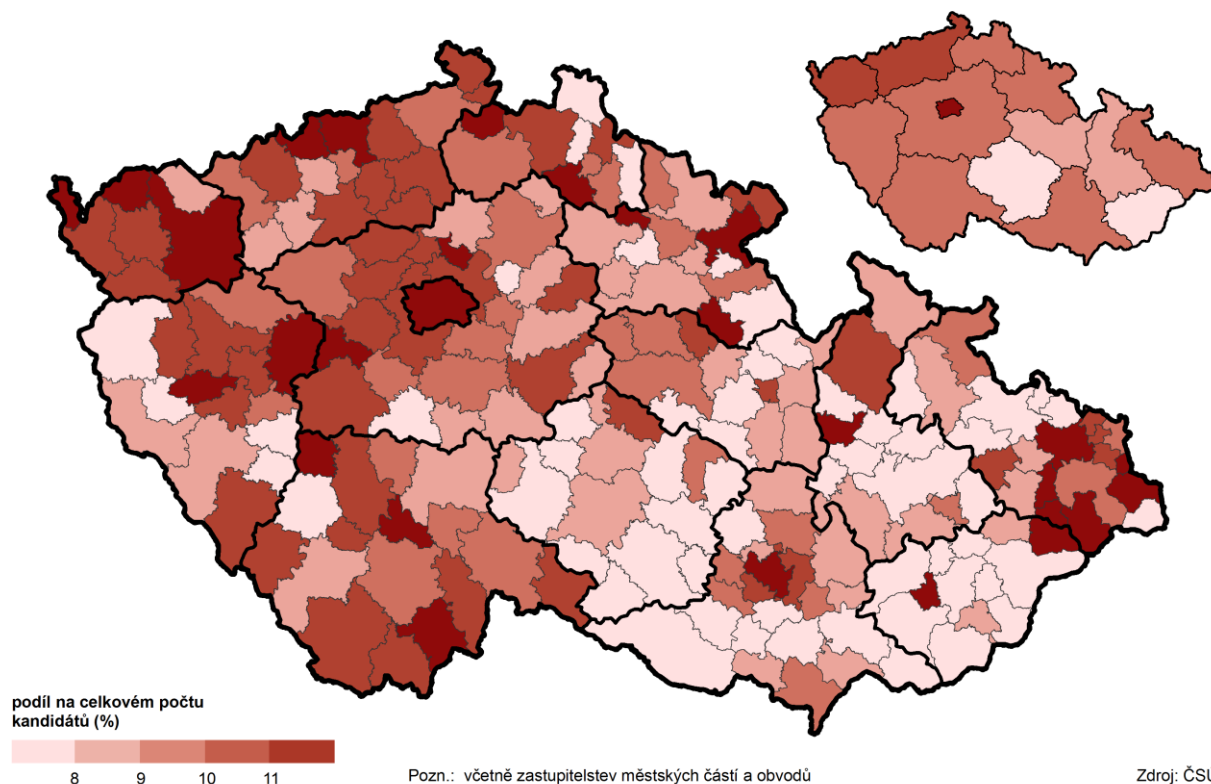 podíl na celkovém počtu
kandidátů (%)
8 9 10 11
Pozn.: včetně zastupitelstev městských částí a obvodů
Zdroj: ČSÚ